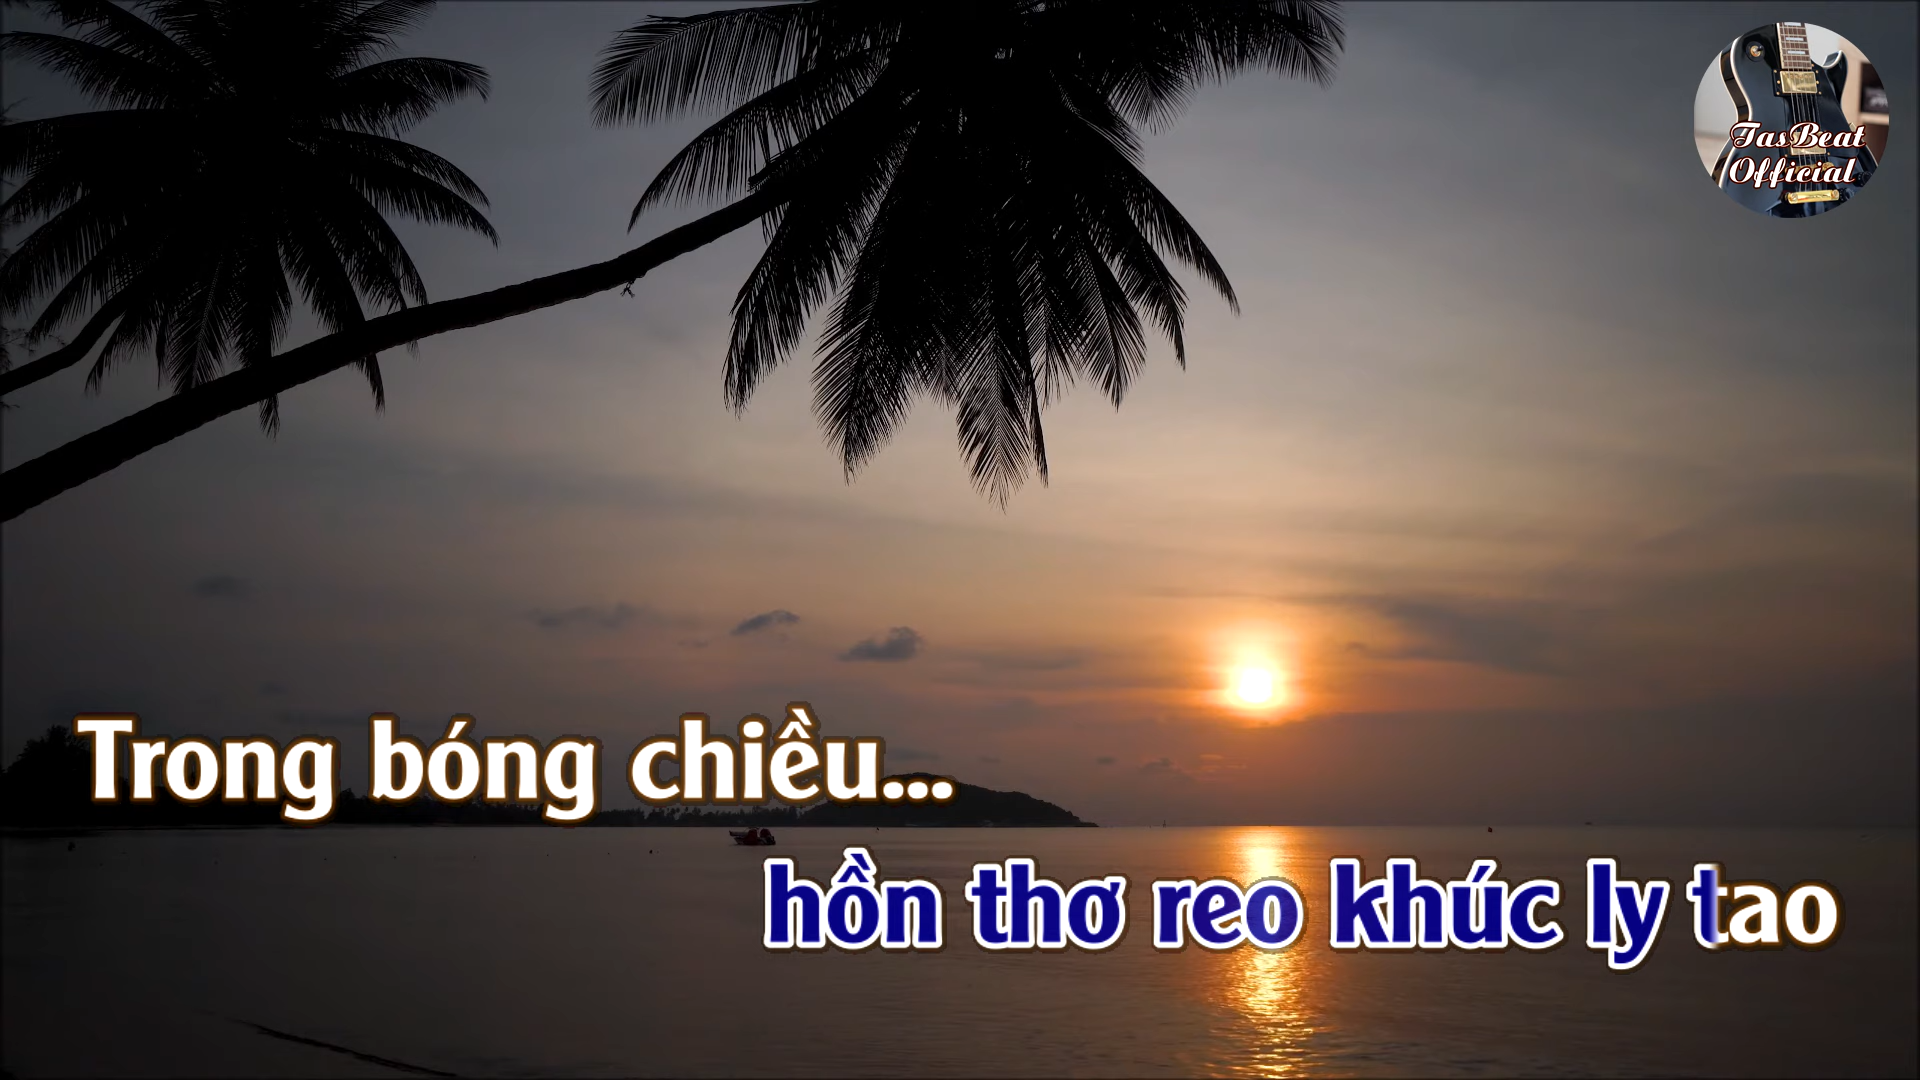 TasBeat
Official
Trong bóng chiều...
hồn thơ reo khúc ly tao